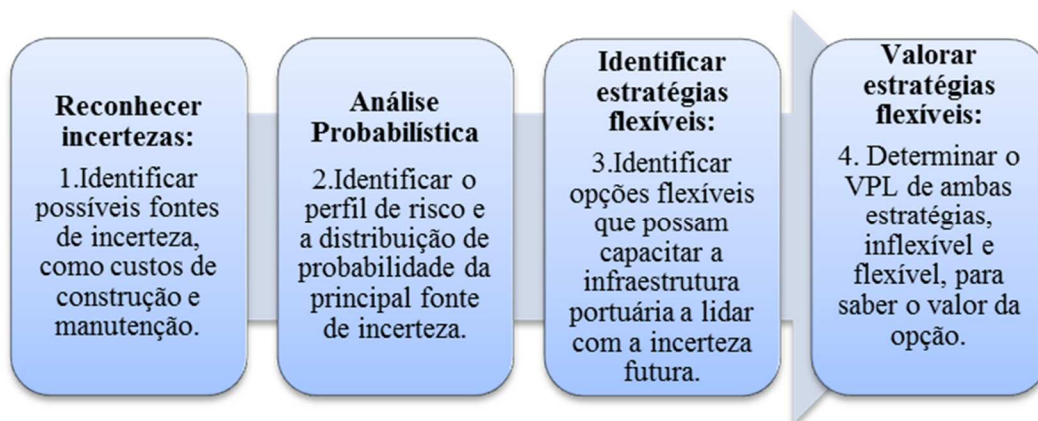 Reconhecer
incertezas:
1.Identificar
possíveis fontes
de incerteza,
como custos de
construção e
manutenção.
Análise
Probabilística
2.Identificar o
perfil de risco e
a distribuição de
probabilidade da
principal fonte
de incerteza.
Identificar
estratégias
flexíveis:
3.Identificar
opções flexíveis
que possam
capacitar a
infraestrutura
portuária a lidar
com a incerteza
futura.
Valorar
estratégias
flexíveis:
4. Determinar o
VPL de ambas
estratégias,
inflexível e
flexível, para
saber o valor da
opção.